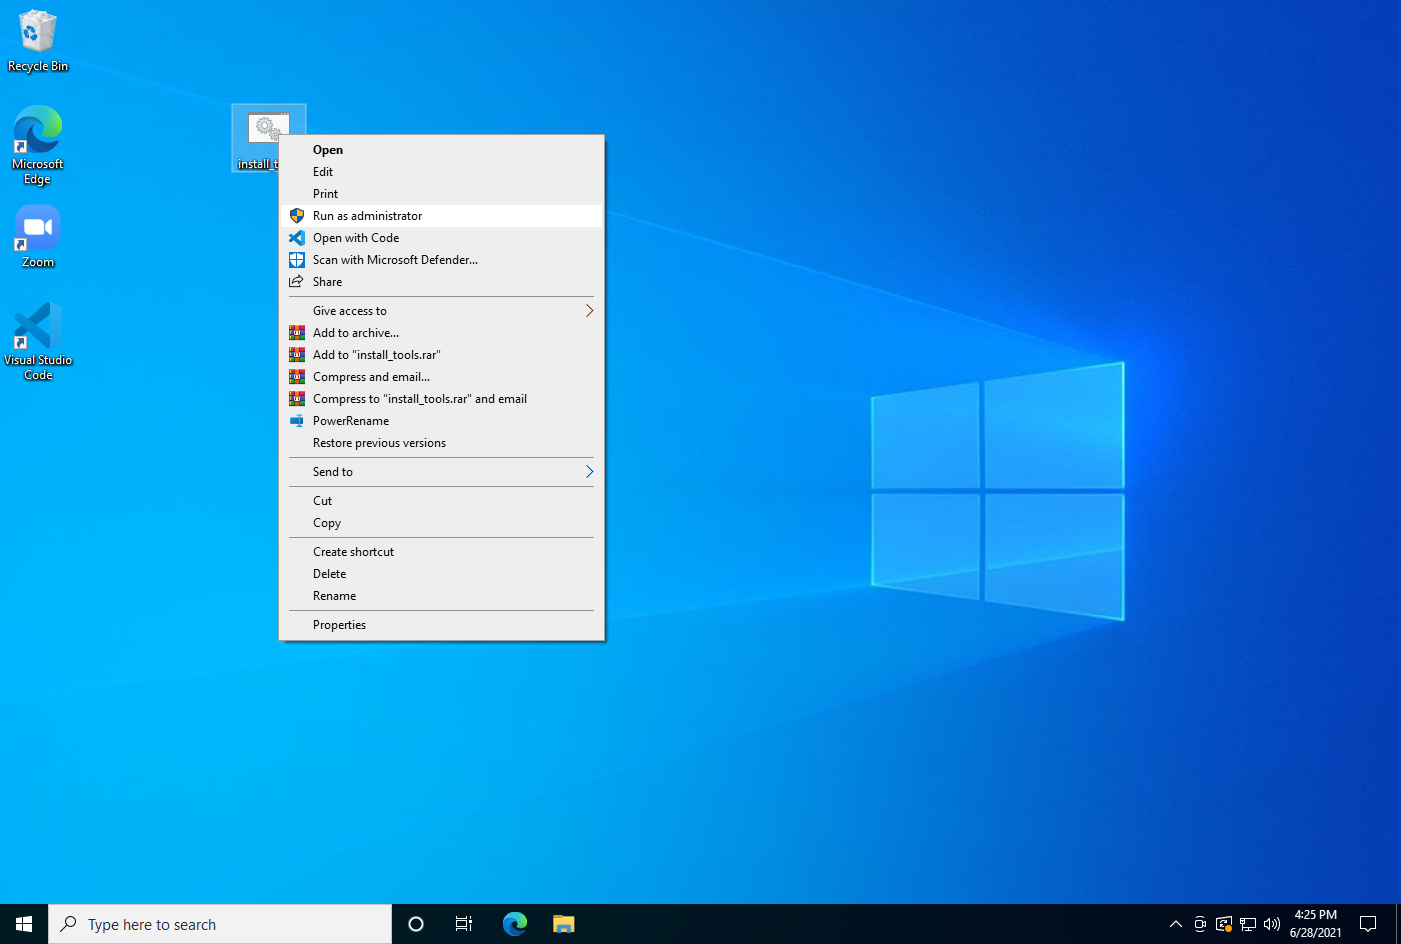 Recycle Bin
Microsoft
Edge
Zoom
Visual Studio
Code
install_t
Open
Edit
Print
Run as administrator
Open with Code
Scan with Microsoft Defender...
Share
Give access to
Add to archive...
Add to "install_tools.rar"
Compress and email...
Compress to "install_tools.rar" and email
PowerRename
Restore previous versions
Send to
Cut
Copy
Create shortcut
Delete
Rename
Properties
Type here to search
4:25 PM
6/28/2021